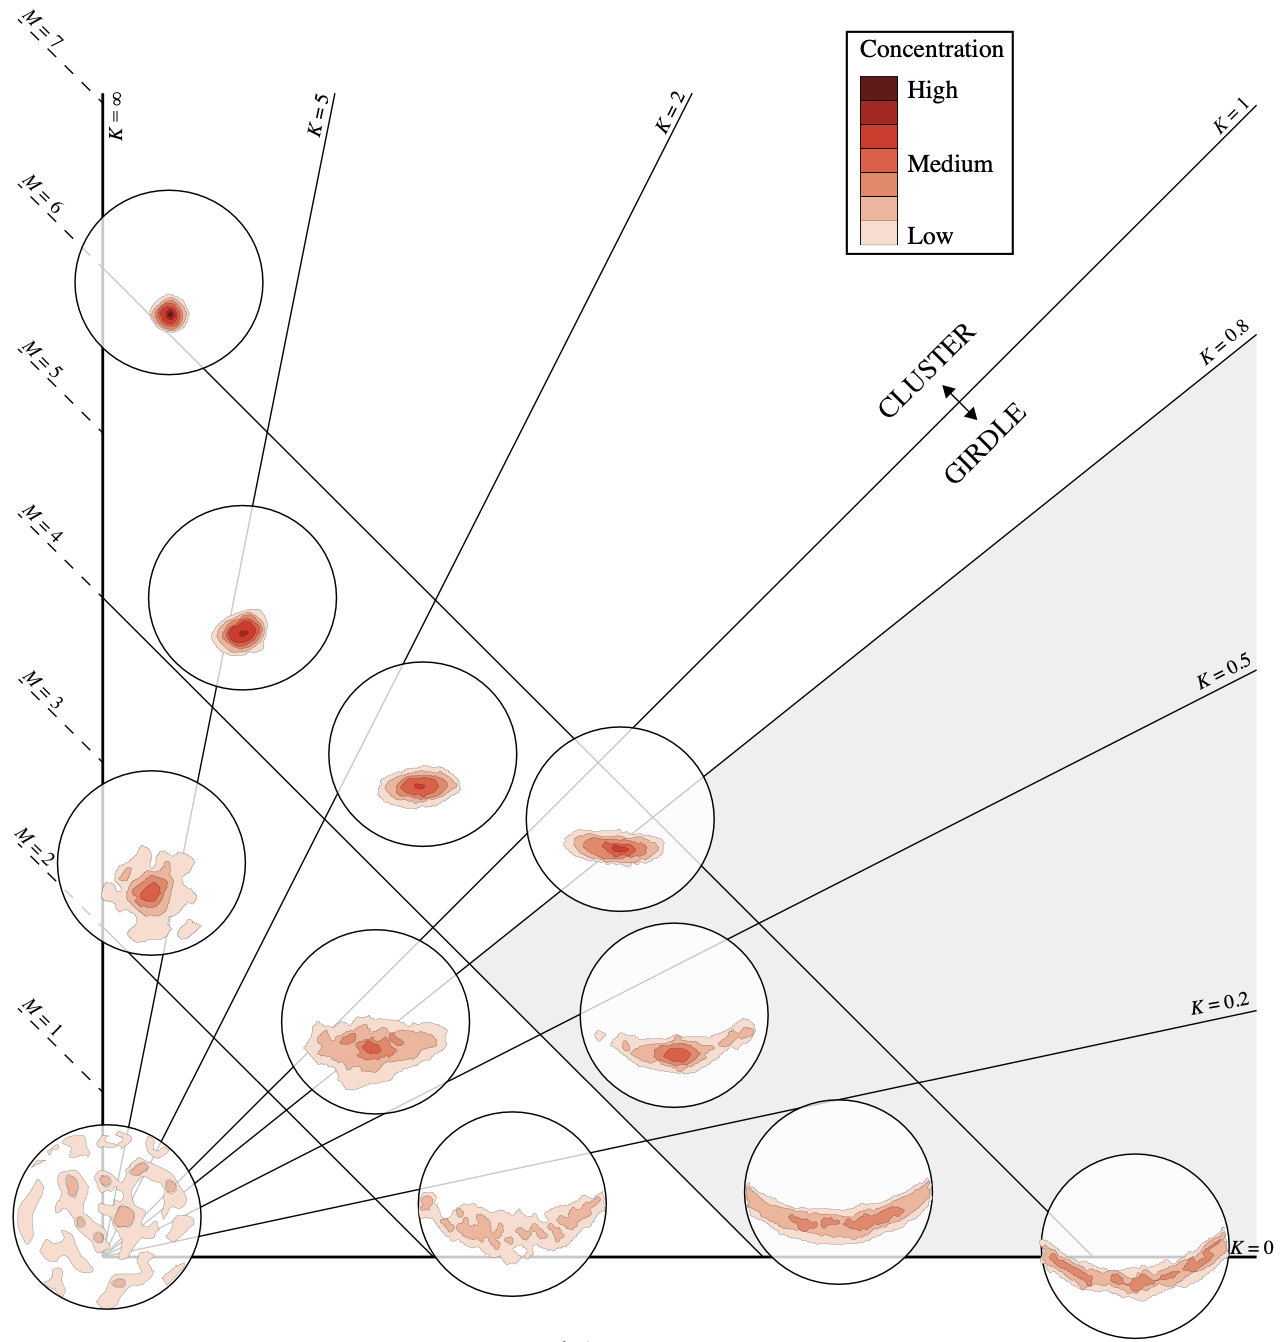 M = 7
K = ∞
K = 5
K = 2
K = 1
Concentration
High
Medium
Low
M = 6
K = 0.8
CLUSTER
GIRDLE
M = 5
M = 4
K = 0.5
M = 3
M = 2
K = 0.2
M = 1
K = 0